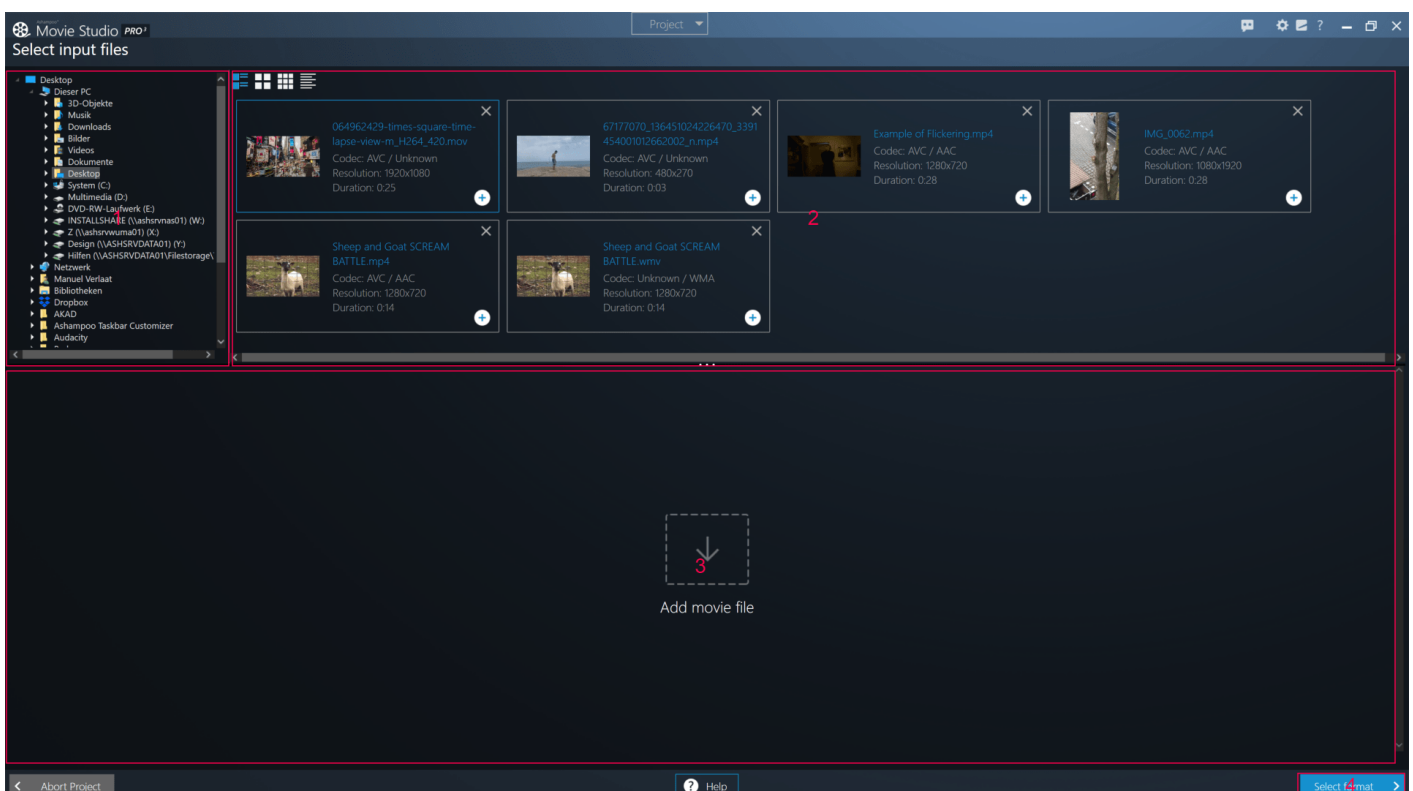 Ashampoo®
Movie Studio PRO³
Project
?
Select input files
Desktop
Dieser PC
3D-Objekte
Musik
Downloads
Bilder
Videos
Dokumente
Desktop
System (C:)
Multimedia (D:)
DVD-RW-Laufwerk (E:)
INSTALLSHARE (\\ashsrvnas01) (W:)
Z (\\ashsrvwuma01) (X:)
Design (\\ASHSRVDATA01) (Y:)
Hilfen (\\ASHSRVDATA01\Filestorage\
Netzwerk
Manuel Verlaat
Bibliotheken
Dropbox
AKAD
Ashampoo Taskbar Customizer
Audacity
1
064962429-times-square-time-
lapse-view-m_H264_420.mov
Codec: AVC / Unknown
Resolution: 1920x1080
Duration: 0:25
67177070_136451024226470_3391
454001012662002_n.mp4
Codec: AVC / Unknown
Resolution: 480x270
Duration: 0:03
Example of Flickering.mp4
Codec: AVC / AAC
Resolution: 1280x720
Duration: 0:28
IMG_0062.mp4
Codec: AVC / AAC
Resolution: 1080x1920
Duration: 0:28
2
Sheep and Goat SCREAM
BATTLE.mp4
Codec: AVC / AAC
Resolution: 1280x720
Duration: 0:14
Sheep and Goat SCREAM
BATTLE.wmv
Codec: Unknown / WMA
Resolution: 1280x720
Duration: 0:14
3
Add movie file
Abort Project
? Help
Select format
4